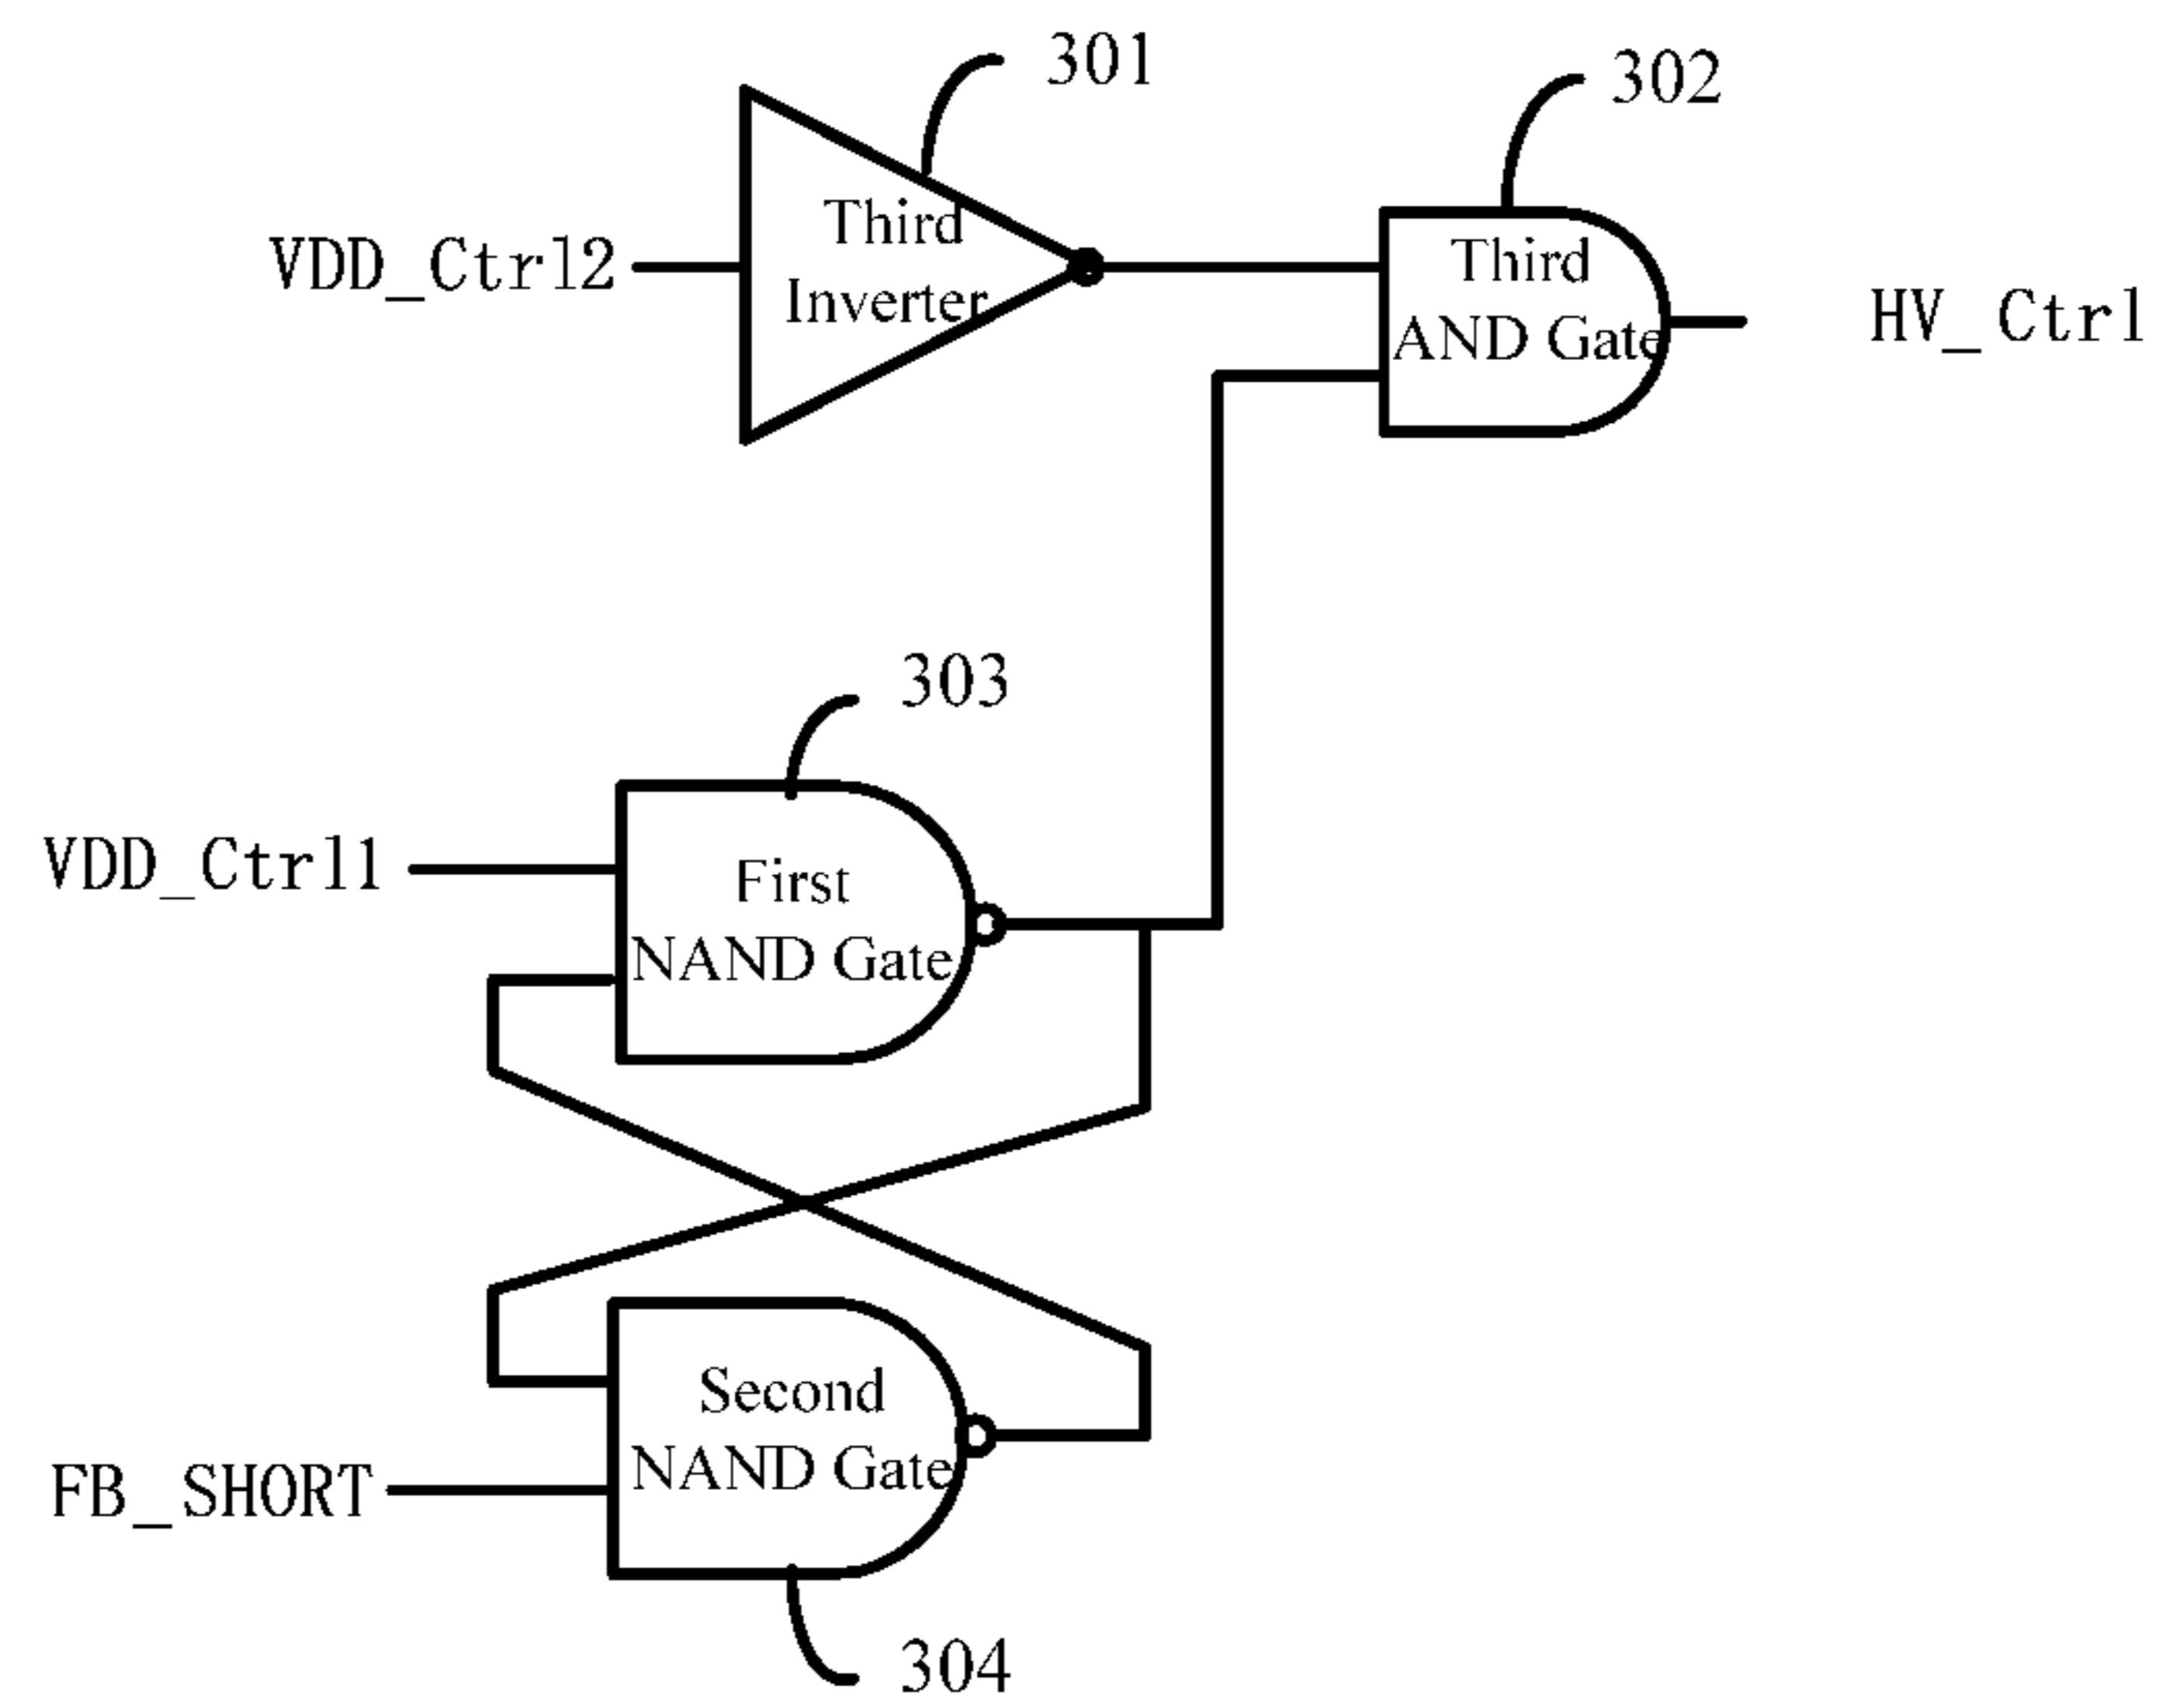 301
302
VDD_Ctrl2
Third
Inverter
Third
AND Gate
HV_Ctrl
303
VDD_Ctrl1
First
NAND Gate
Second
NAND Gate
FB_SHORT
304